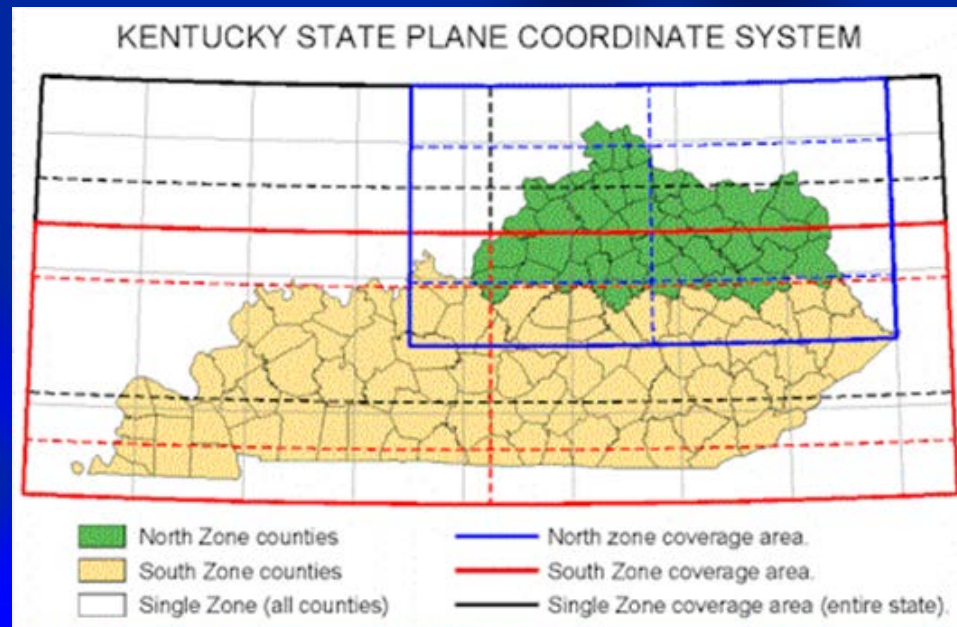 KENTUCKY STATE PLANE COORDINATE SYSTEM
North Zone counties
South Zone counties
Single Zone (all counties)
North zone coverage area.
South Zone coverage area.
Single Zone coverage area (entire state).